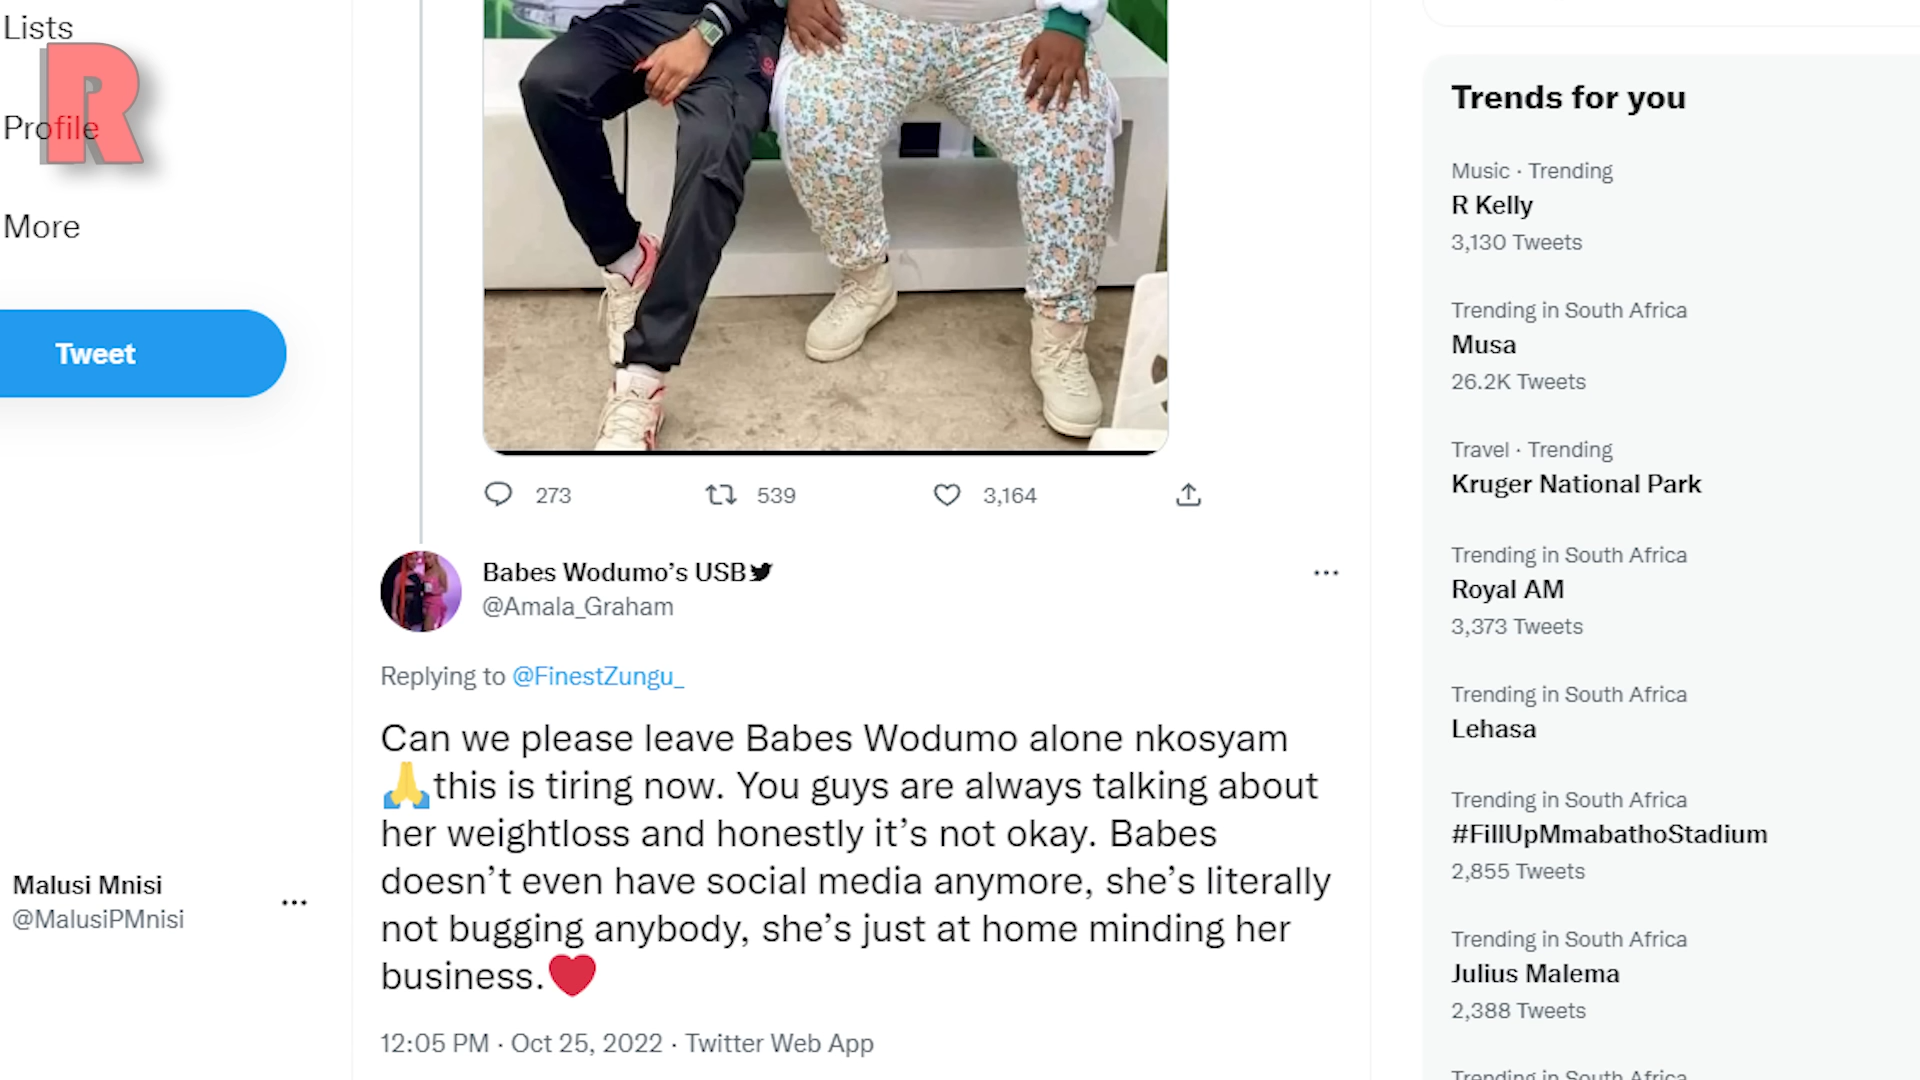 Lists
R
Profile
More
Tweet
Malusi Mnisi
@MalusiPMnisi
273
539
3,164
Babes Wodumo’s USB
@Amala_Graham
Replying to @FinestZungu_
Can we please leave Babes Wodumo alone nkosyam
🙏this is tiring now. You guys are always talking about
her weightloss and honestly it’s not okay. Babes
doesn’t even have social media anymore, she’s literally
not bugging anybody, she’s just at home minding her
business.❤️
12:05 PM · Oct 25, 2022 · Twitter Web App
Trends for you
Music · Trending
R Kelly
3,130 Tweets
Trending in South Africa
Musa
26.2K Tweets
Travel · Trending
Kruger National Park
Trending in South Africa
Royal AM
3,373 Tweets
Trending in South Africa
Lehasa
Trending in South Africa
#FillUpMmabathoStadium
2,855 Tweets
Trending in South Africa
Julius Malema
2,388 Tweets
Trending in South Africa